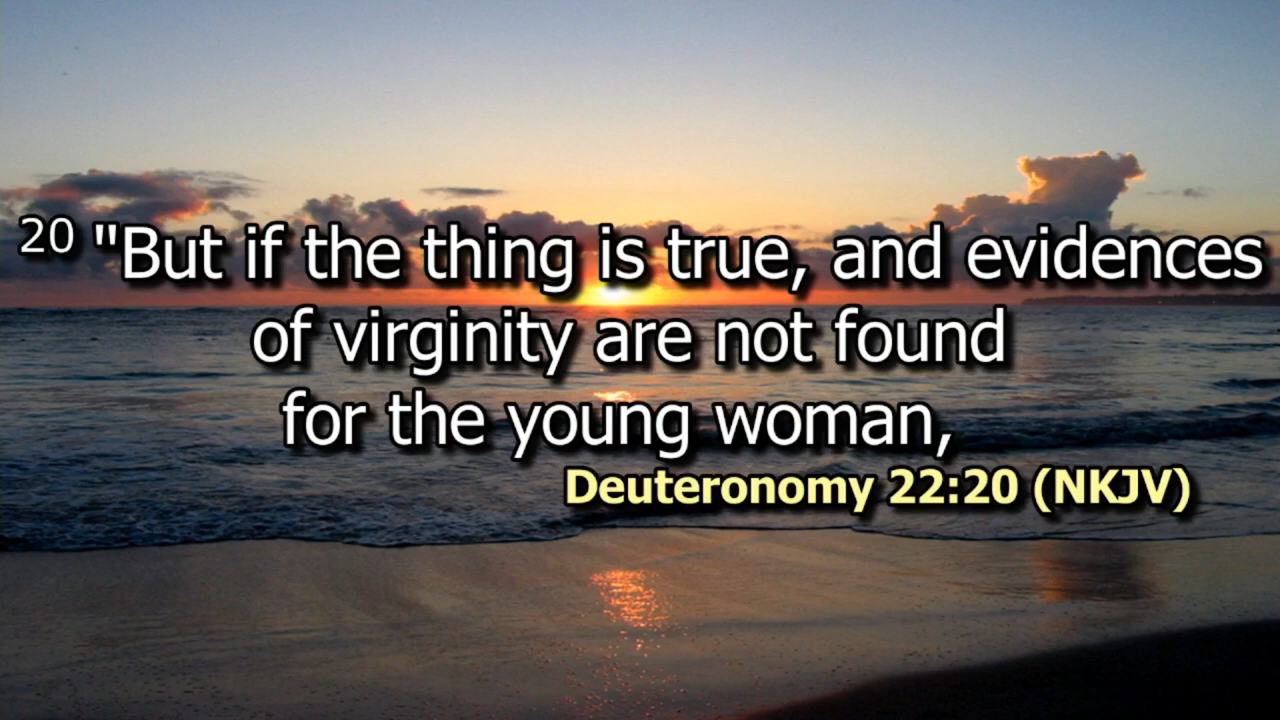 20 "But if the thing is true, and evidences
of virginity are not found
for the young woman,
Deuteronomy 22:20 (NKJV)